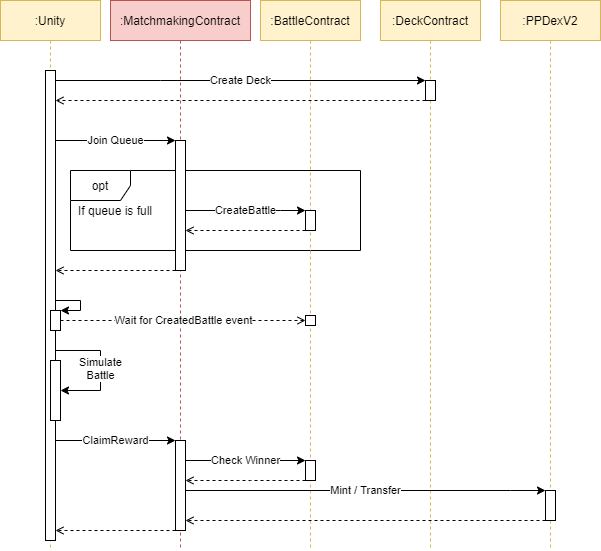 :Unity
:MatchmakingContract
:BattleContract
:DeckContract
:PPDexV2
Create Deck
Join Queue
opt
If queue is full
CreateBattle
Wait for CreatedBattle event
Simulate
Battle
ClaimReward
Check Winner
Mint / Transfer